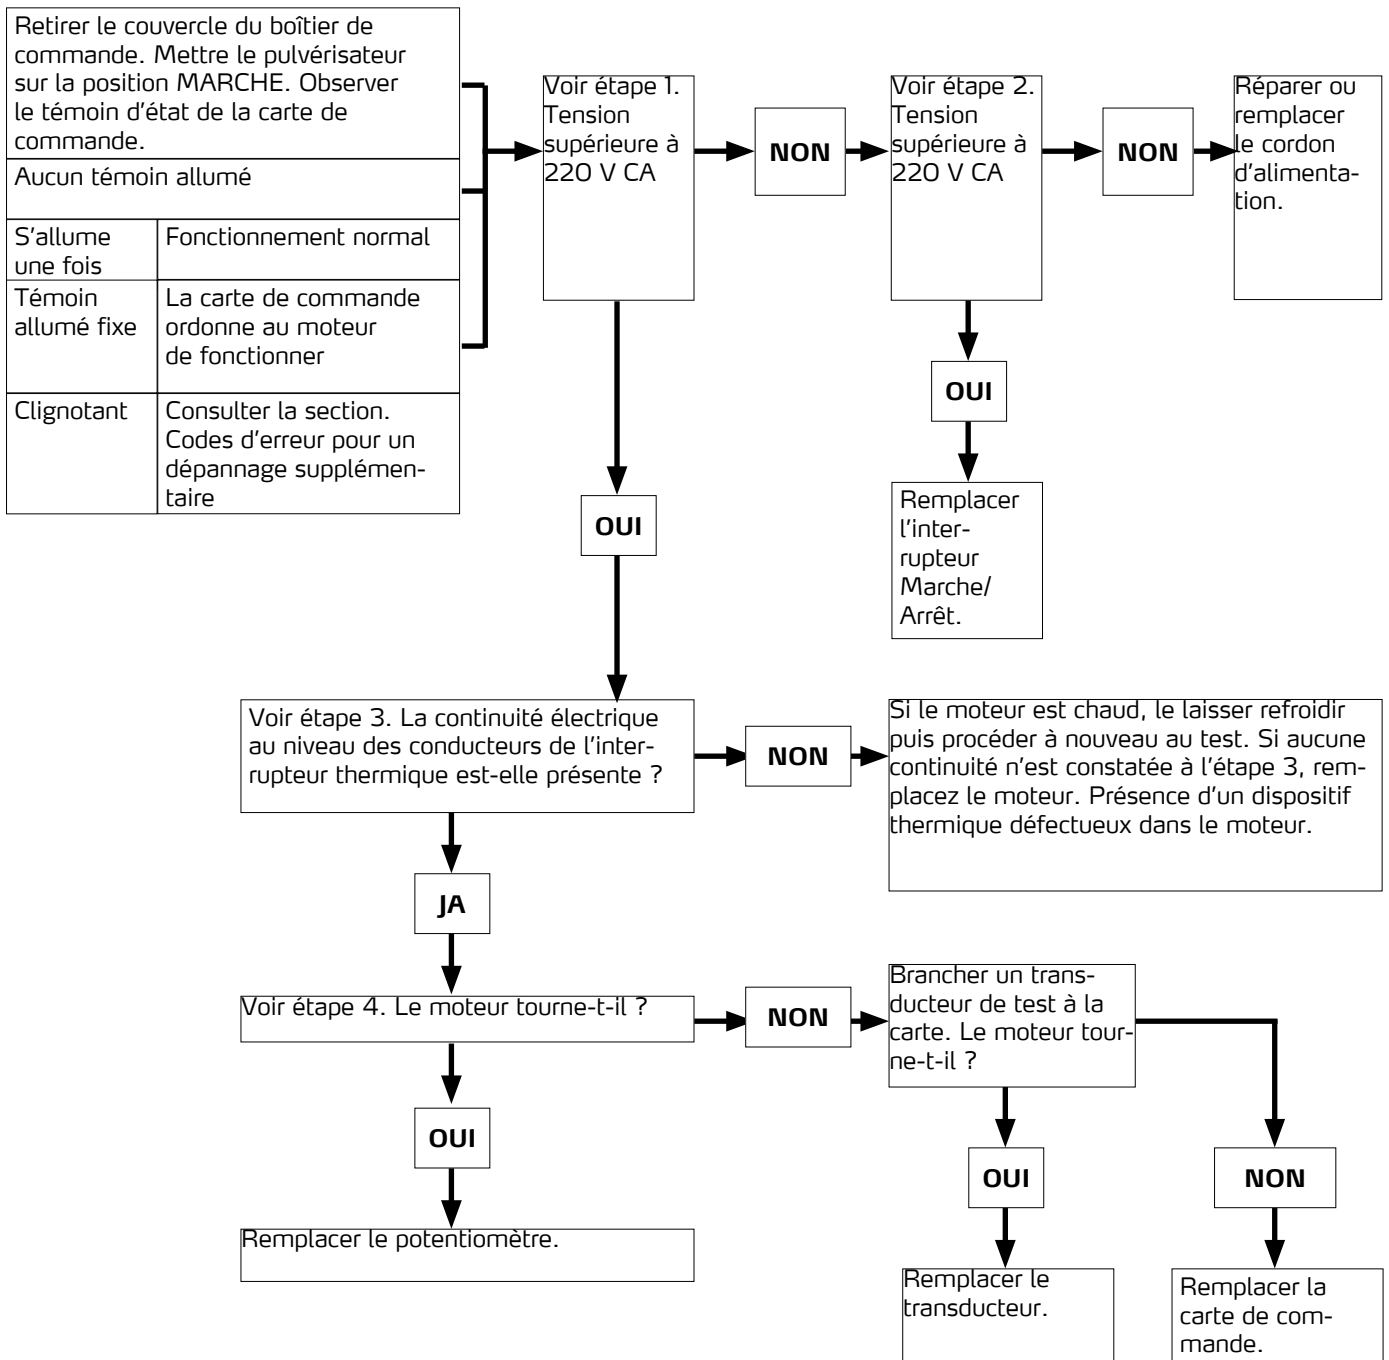 Retirer le couvercle du boîtier de
commande. Mettre le pulvérisateur
sur la position MARCHE. Observer
le témoin d'état de la carte de
commande.
Aucun témoin allumé
S'allume
une fois
Fonctionnement normal
Témoin
allumé fixe
La carte de commande
ordonne au moteur
de fonctionner
Clignotant
Consulter la section.
Codes d'erreur pour un
dépannage supplémen-
taire
Voir étape 1.
Tension
supérieure à
220 V CA
NON
Voir étape 2.
Tension
supérieure à
220 V CA
NON
Réparer ou
remplacer
le cordon
d'alimenta-
tion.
OUI
Remplacer
l'inter-
rupteur
Marche/
Arrêt.
OUI
Voir étape 3. La continuité électrique
au niveau des conducteurs de l'inter-
rupteur thermique est-elle présente ?
NON
Si le moteur est chaud, le laisser refroidir
puis procéder à nouveau au test. Si aucune
continuité n'est constatée à l'étape 3, rem-
placez le moteur. Présence d'un dispositif
thermique défectueux dans le moteur.
JA
Voir étape 4. Le moteur tourne-t-il ?
NON
Brancher un trans-
ducteur de test à la
carte. Le moteur tour-
ne-t-il ?
OUI
Remplacer le potentiomètre.
OUI
NON
Remplacer le
transducteur.
Remplacer la
carte de com-
mande.